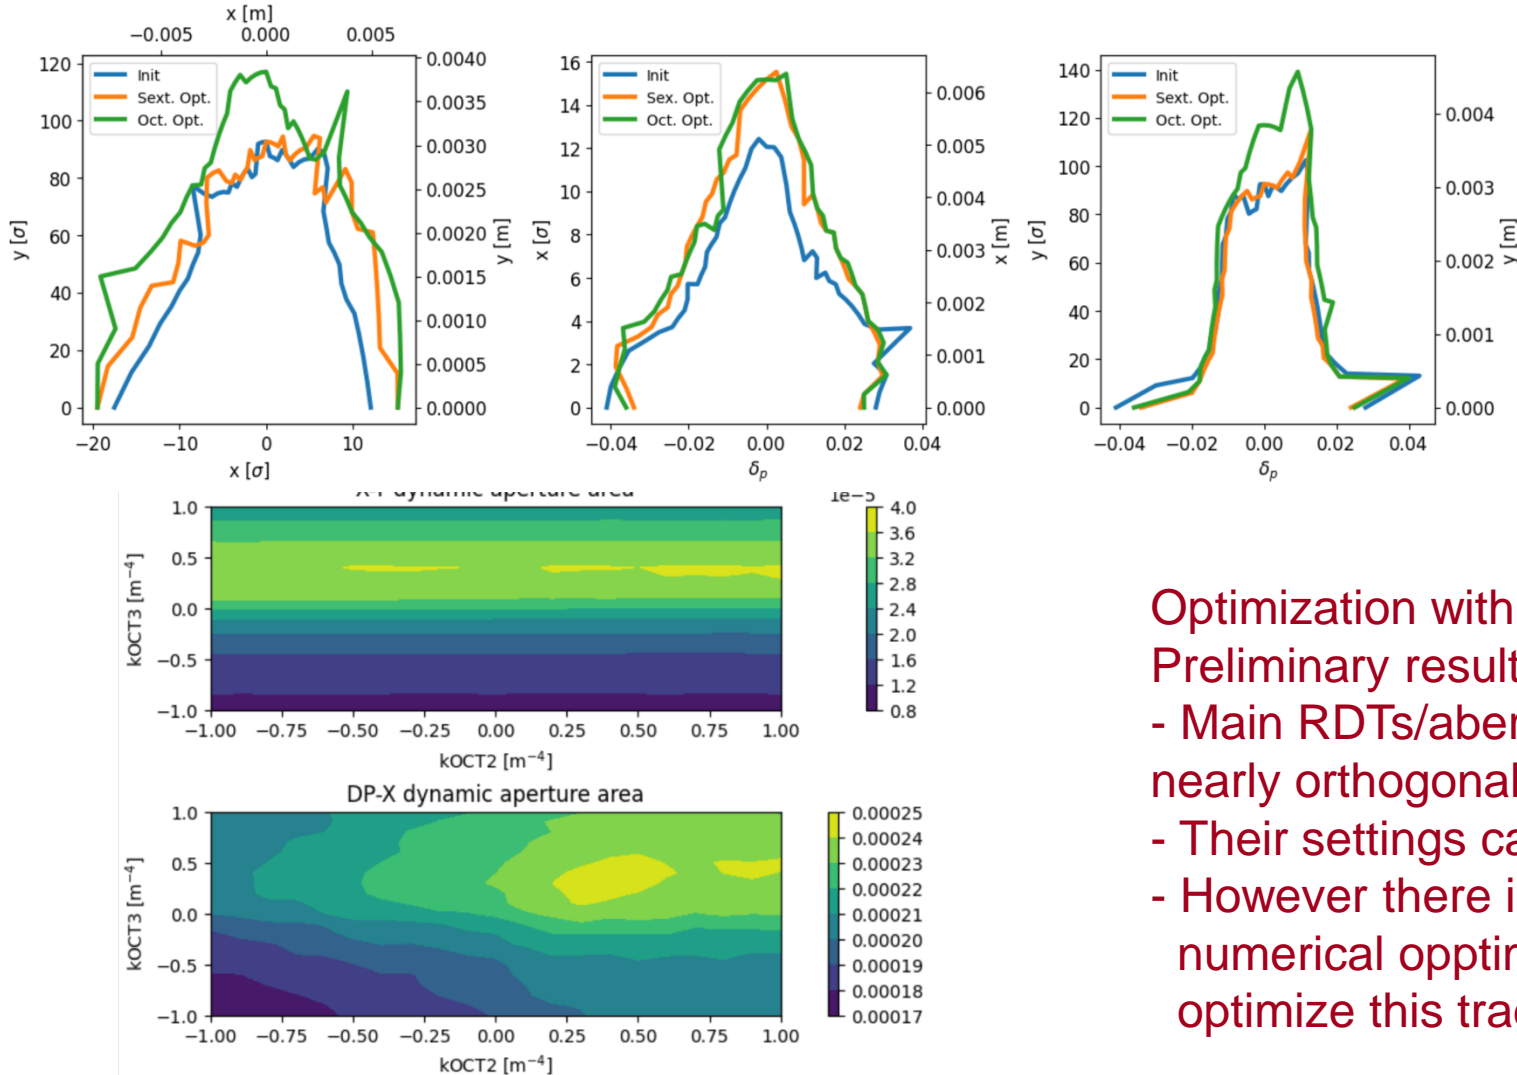 x [m]
−0.005 0.000 0.005
120 100 80 60 40 20 0
y [σ]
Init
Sext. Opt.
Oct. Opt.
0.0040 0.0035 0.0030 0.0025 0.0020 0.0015 0.0010 0.0005 0.0000
y [m]
−20 −10 0 10
x [σ]
16 14 12 10 8 6 4 2 0
x [σ]
Init
Sex. Opt.
Oct. Opt.
0.006 0.005 0.004 0.003 0.002 0.001 0.000
x [m]
−0.04 −0.02 0.00 0.02 0.04
δp
140 120 100 80 60 40 20 0
y [σ]
Init
Sext. Opt.
Oct. Opt.
0.004 0.003 0.002 0.001 0.000
y [m]
−0.04 −0.02 0.00 0.02 0.04
δp
X-Y dynamic aperture area
1e−5
1.0 0.5 0.0 −0.5 −1.0
kOCT3 [m⁻⁴]
−1.00 −0.75 −0.50 −0.25 0.00 0.25 0.50 0.75 1.00
kOCT2 [m⁻⁴]
4.0 3.6 3.2 2.8 2.4 2.0 1.6 1.2 0.8
DP-X dynamic aperture area
1.0 0.5 0.0 −0.5 −1.0
kOCT3 [m⁻⁴]
−1.00 −0.75 −0.50 −0.25 0.00 0.25 0.50 0.75 1.00
kOCT2 [m⁻⁴]
0.00025 0.00024 0.00023 0.00022 0.00021 0.00020 0.00019 0.00018 0.00017
Optimization with
Preliminary result
- Main RDTs/aber
nearly orthogonal
- Their settings ca
- However there i
numerical opptir
optimize this trac